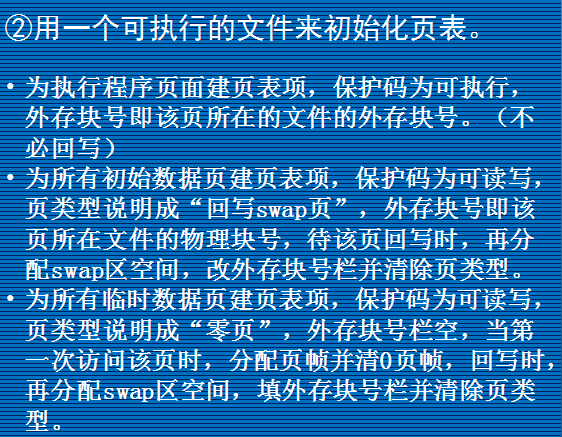 ②用一个可执行的文件来初始化页表。
• 为执行程序页面建页表项，保护码为可执行，
外存块号即该页所在的文件的外存块号。（不
必回写）
• 为所有初始数据页建页表项，保护码为可读写，
页类型说明成“回写swap页”，外存块号即该
页所在文件的物理块号，待该页回写时，再分
配swap区空间，改外存块号栏并清除页类型。
• 为所有临时数据页建页表项，保护码为可读写，
页类型说明成“零页”，外存块号栏空，当第
一次访问该页时，分配页帧并清0页帧，回写时，
再分配swap区空间，填外存块号栏并清除页类
型。